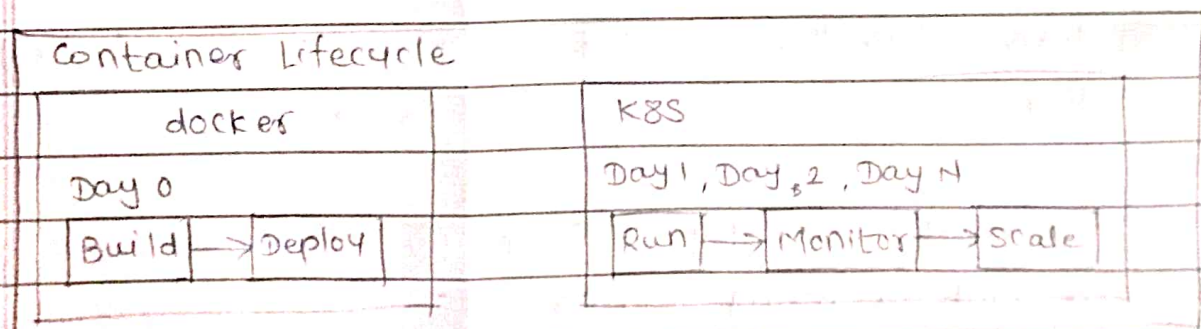 Container Lifecycle
docker
Day 0
Build → Deploy
K8S
Day 1, Day 2, Day N
Run → Monitor → Scale